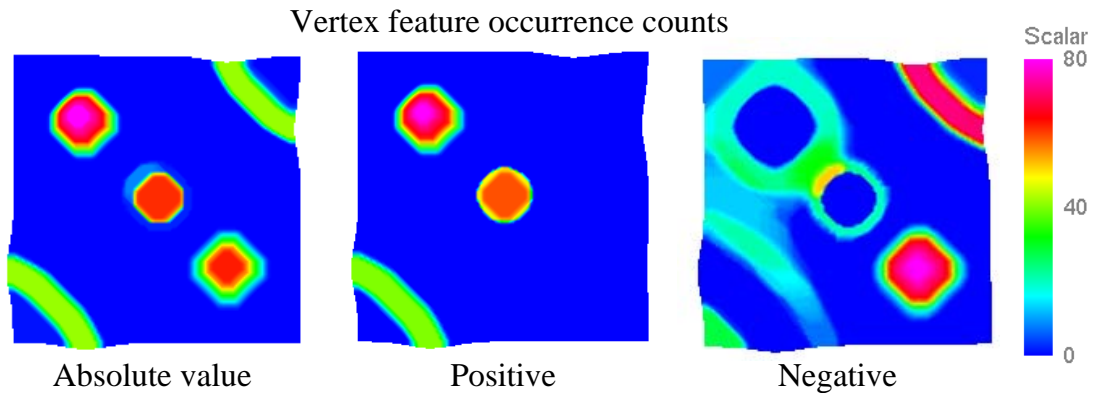 Vertex feature occurrence counts
Scalar
80
40
0
Absolute value
Positive
Negative